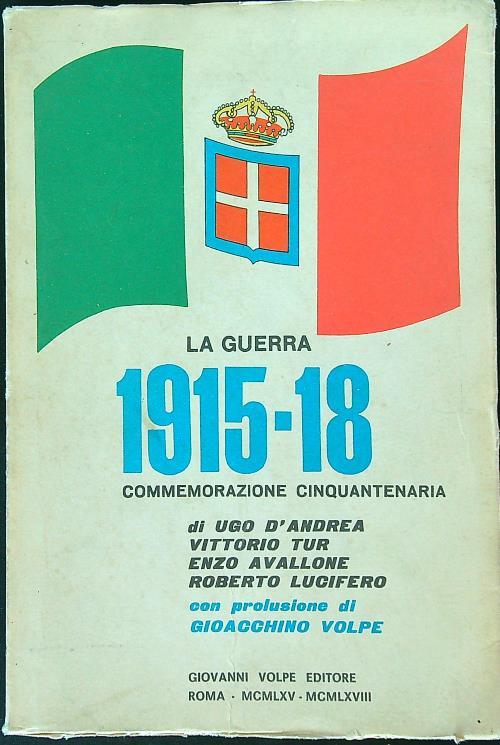 LA GUERRA
1915-18
COMMEMORAZIONE CINQUANTENARIA
di UGO D'ANDREA
VITTORIO TUR
ENZO AVALLONE
ROBERTO LUCIFERO
con prolusione di
GIOACCHINO VOLPE
GIOVANNI VOLPE EDITORE
ROMA - MCMLXV - MCMLXVIII